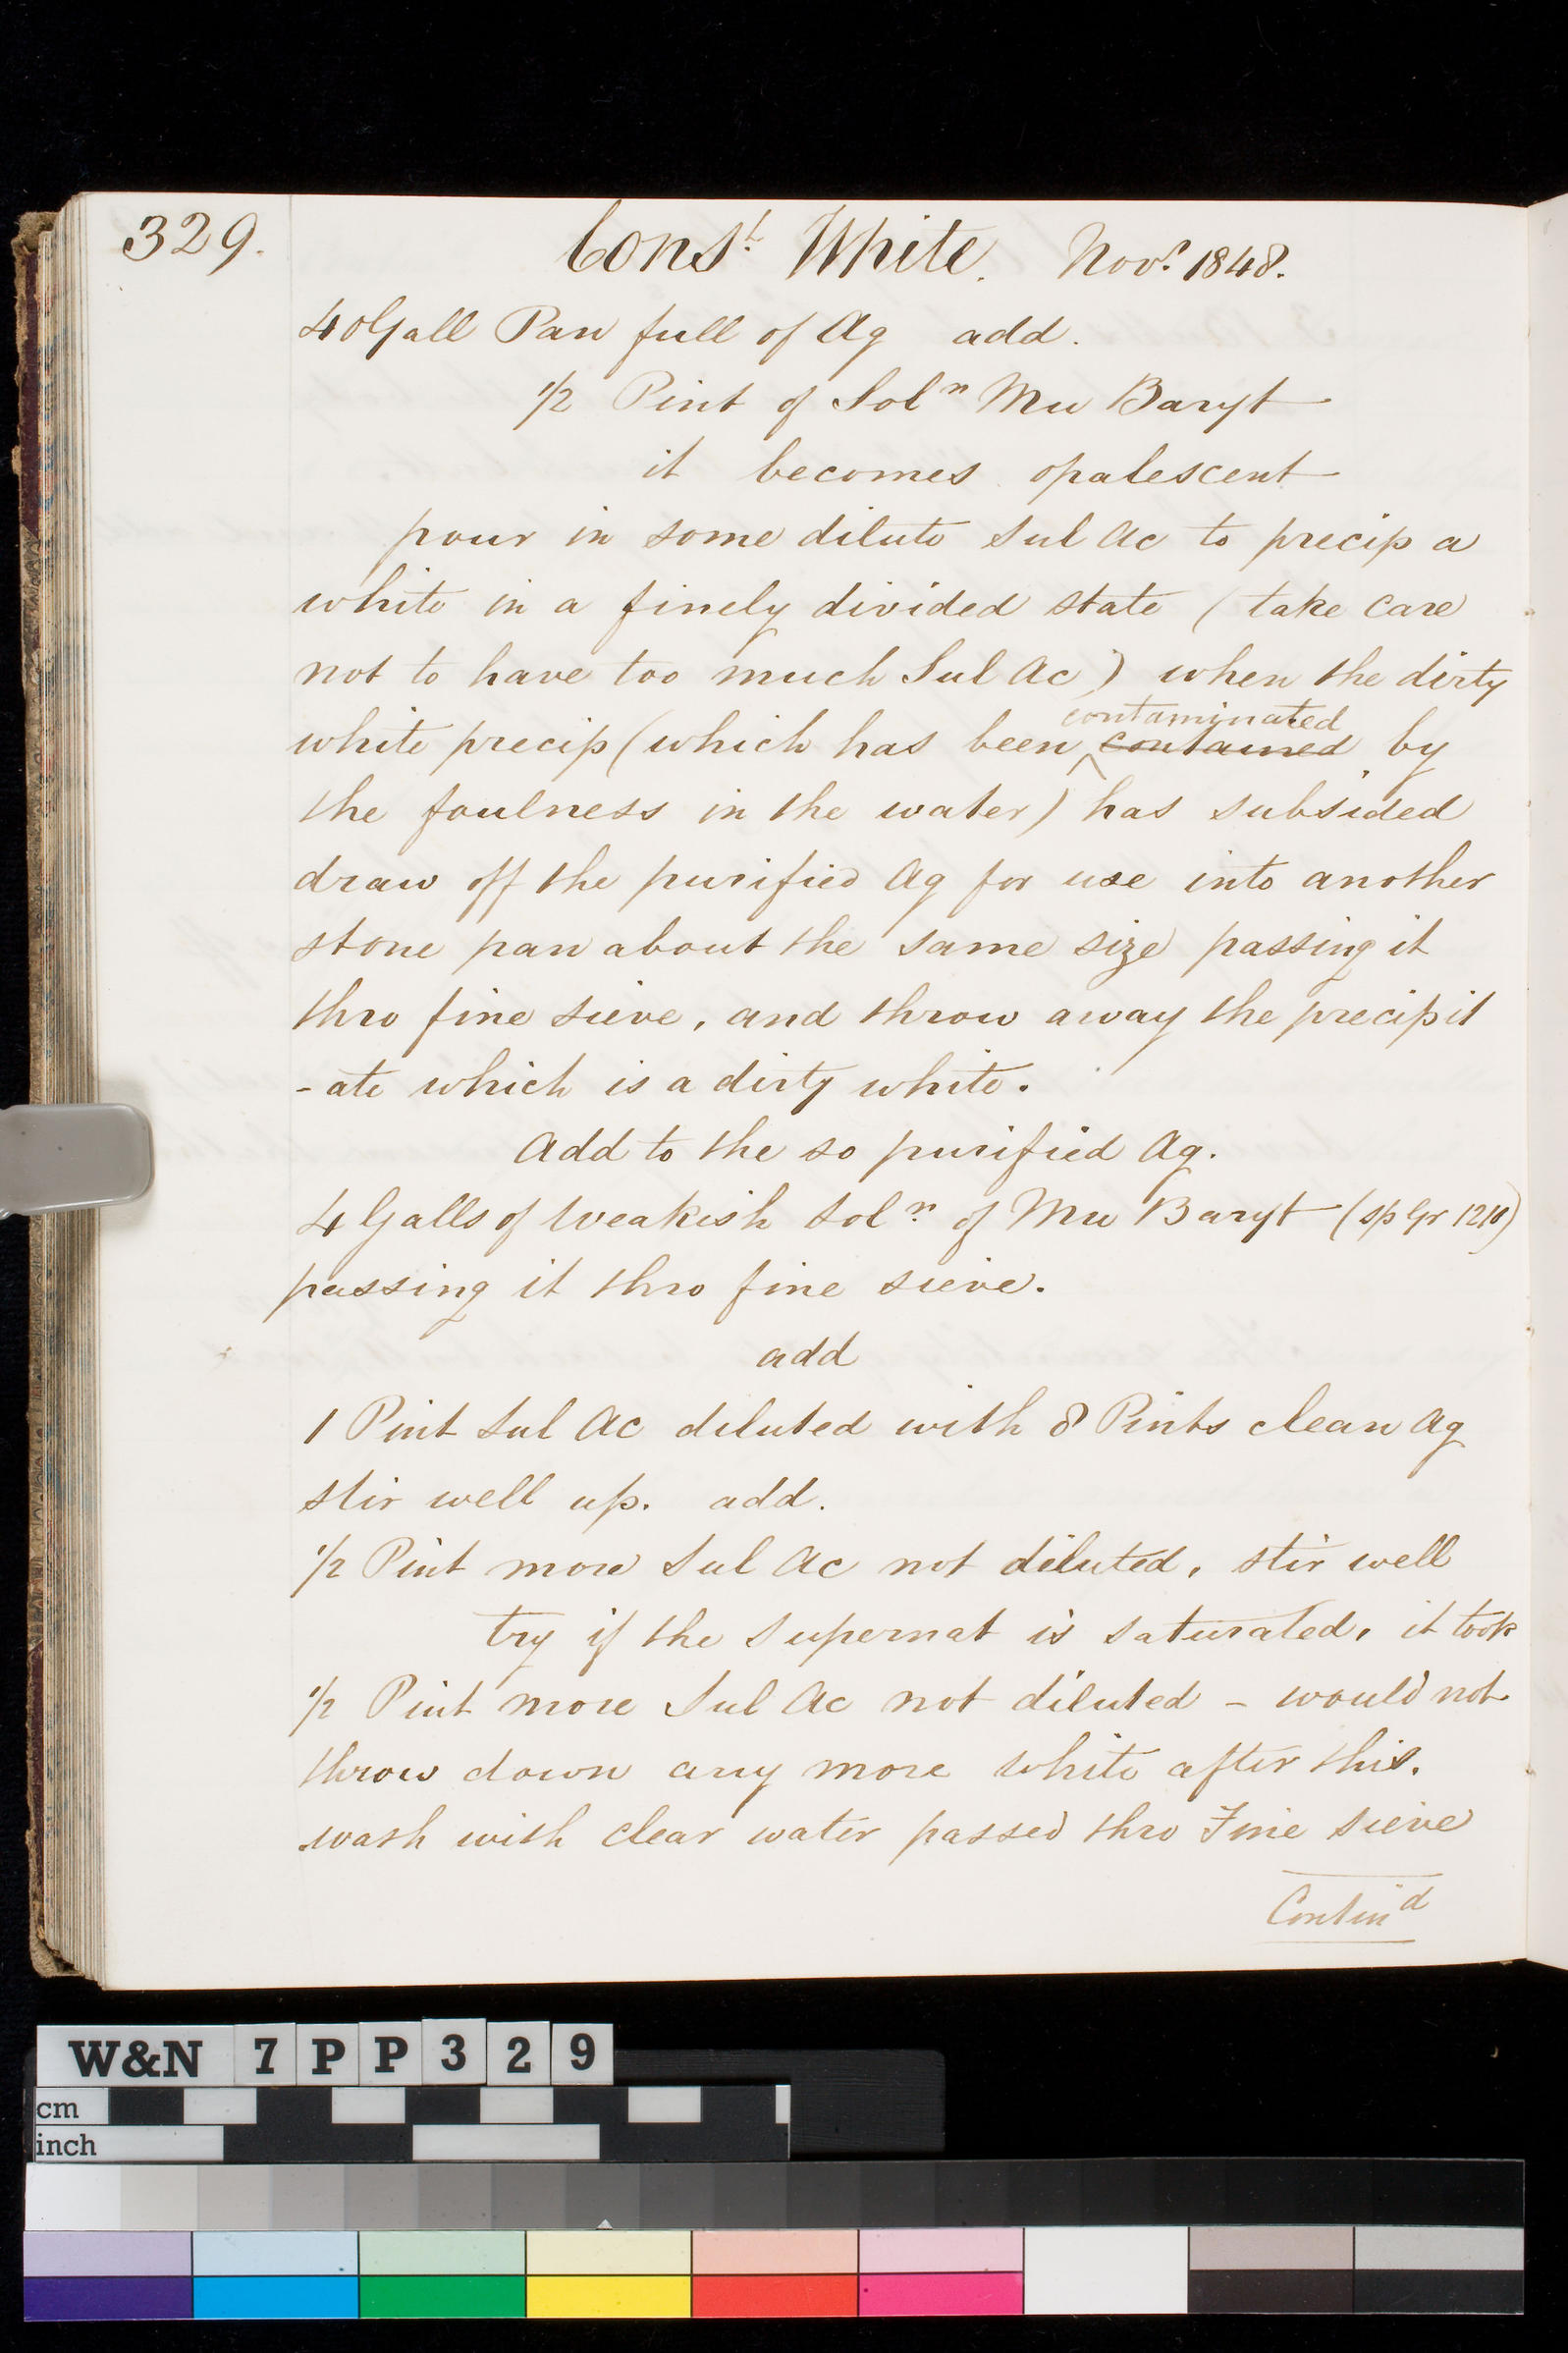 329.
Const. White. Novr. 1848.
40 Gall Pan full of Aq add.
1/2 Pint of Soln Mu Baryt
it becomes opalescent
pour in some dilute Sul Ac to precip a
white in a finely divided state (take care
not to have too much Sul Ac) when the dirty
contaminated
white precip (which has been contained by
the foulness in the water) has subsided
draw off the purified Aq for use into another
stone pan about the same size passing it
thro fine sieve, and throw away the precipit
-ate which is a dirty white.
Add to the so purified Aq.
4 Galls of Weakish Soln. of Mu Baryt (Sp Gr 1210)
passing it thro fine sieve.
add
1 Pint Sul Ac diluted with 8 Pints clean Aq
stir well up. add.
1/2 Pint more Sul Ac not diluted, stir well
try if the Supernat is saturated, it took
1/2 Pint more Sul Ac not diluted - would not
throw down any more white after this.
wash with clear water passed thro Fine Sieve
Contind
W&N 7PP329
cm
inch